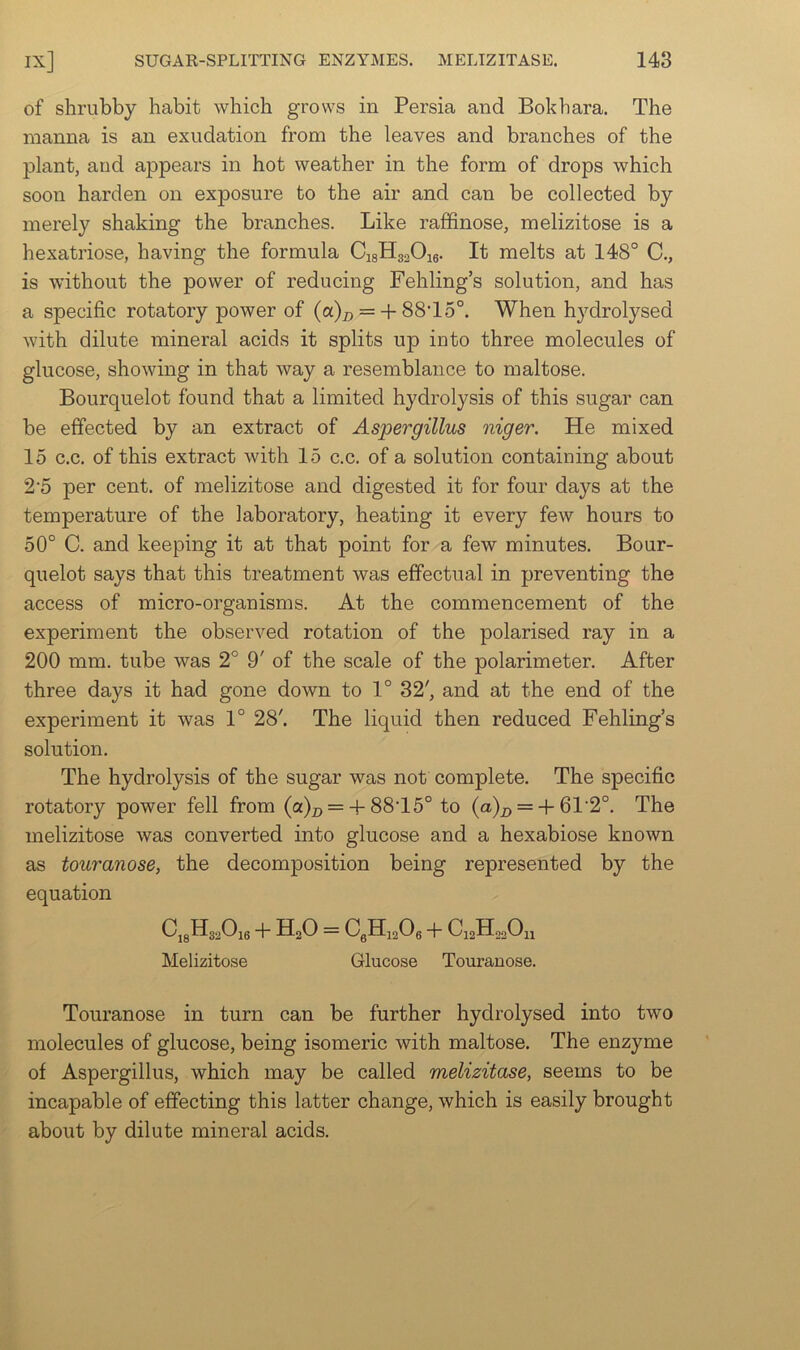 IX] SUGAR-SPLITTING ENZYMES. MELIZITASE. 143
of shrubby habit which grows in Persia and Bokhara. The
manna is an exudation from the leaves and branches of the
plant, and appears in hot weather in the form of drops which
soon harden on exposure to the air and can be collected by
merely shaking the branches. Like raffinose, melizitose is a
hexatriose, having the formula C₁₈H₃₂O₁₆. It melts at 148° C.,
is without the power of reducing Fehling's solution, and has
a specific rotatory power of (α)_D = + 88·15°. When hydrolysed
with dilute mineral acids it splits up into three molecules of
glucose, showing in that way a resemblance to maltose.
Bourquelot found that a limited hydrolysis of this sugar can
be effected by an extract of Aspergillus niger. He mixed
15 c.c. of this extract with 15 c.c. of a solution containing about
2·5 per cent. of melizitose and digested it for four days at the
temperature of the laboratory, heating it every few hours to
50° C. and keeping it at that point for a few minutes. Bour-
quelot says that this treatment was effectual in preventing the
access of micro-organisms. At the commencement of the
experiment the observed rotation of the polarised ray in a
200 mm. tube was 2° 9′ of the scale of the polarimeter. After
three days it had gone down to 1° 32′, and at the end of the
experiment it was 1° 28′. The liquid then reduced Fehling's
solution.
The hydrolysis of the sugar was not complete. The specific
rotatory power fell from (α)_D = + 88·15° to (α)_D = + 61·2°. The
melizitose was converted into glucose and a hexabiose known
as touranose, the decomposition being represented by the
equation
C₁₈H₃₂O₁₆ + H₂O = C₆H₁₂O₆ + C₁₂H₂₂O₁₁
Melizitose Glucose Touranose.
Touranose in turn can be further hydrolysed into two
molecules of glucose, being isomeric with maltose. The enzyme
of Aspergillus, which may be called melizitase, seems to be
incapable of effecting this latter change, which is easily brought
about by dilute mineral acids.